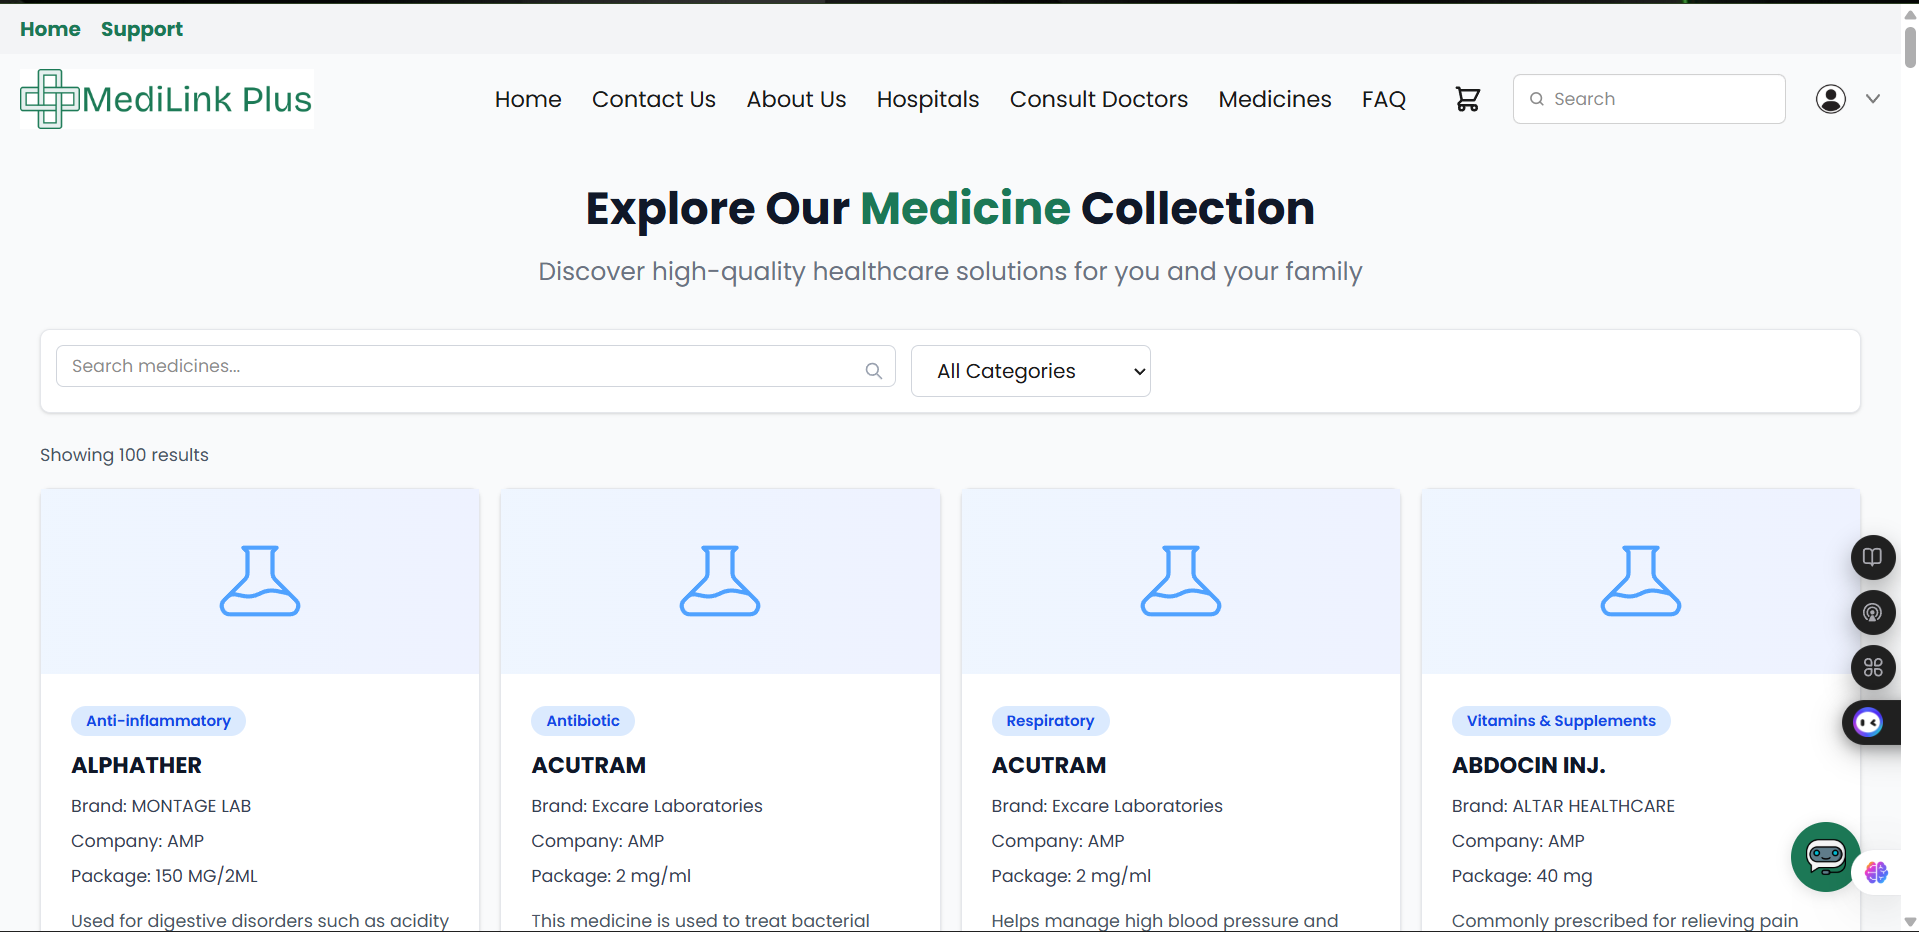 Home Support
MediLink Plus
Home Contact Us About Us Hospitals Consult Doctors Medicines FAQ Search
Explore Our Medicine Collection
Discover high-quality healthcare solutions for you and your family
Search medicines... All Categories
Showing 100 results
Anti-inflammatory
ALPHATHER
Brand: MONTAGE LAB
Company: AMP
Package: 150 MG/2ML
Used for digestive disorders such as acidity
Antibiotic
ACUTRAM
Brand: Excare Laboratories
Company: AMP
Package: 2 mg/ml
This medicine is used to treat bacterial
Respiratory
ACUTRAM
Brand: Excare Laboratories
Company: AMP
Package: 2 mg/ml
Helps manage high blood pressure and
Vitamins & Supplements
ABDOCIN INJ.
Brand: ALTAR HEALTHCARE
Company: AMP
Package: 40 mg
Commonly prescribed for relieving pain